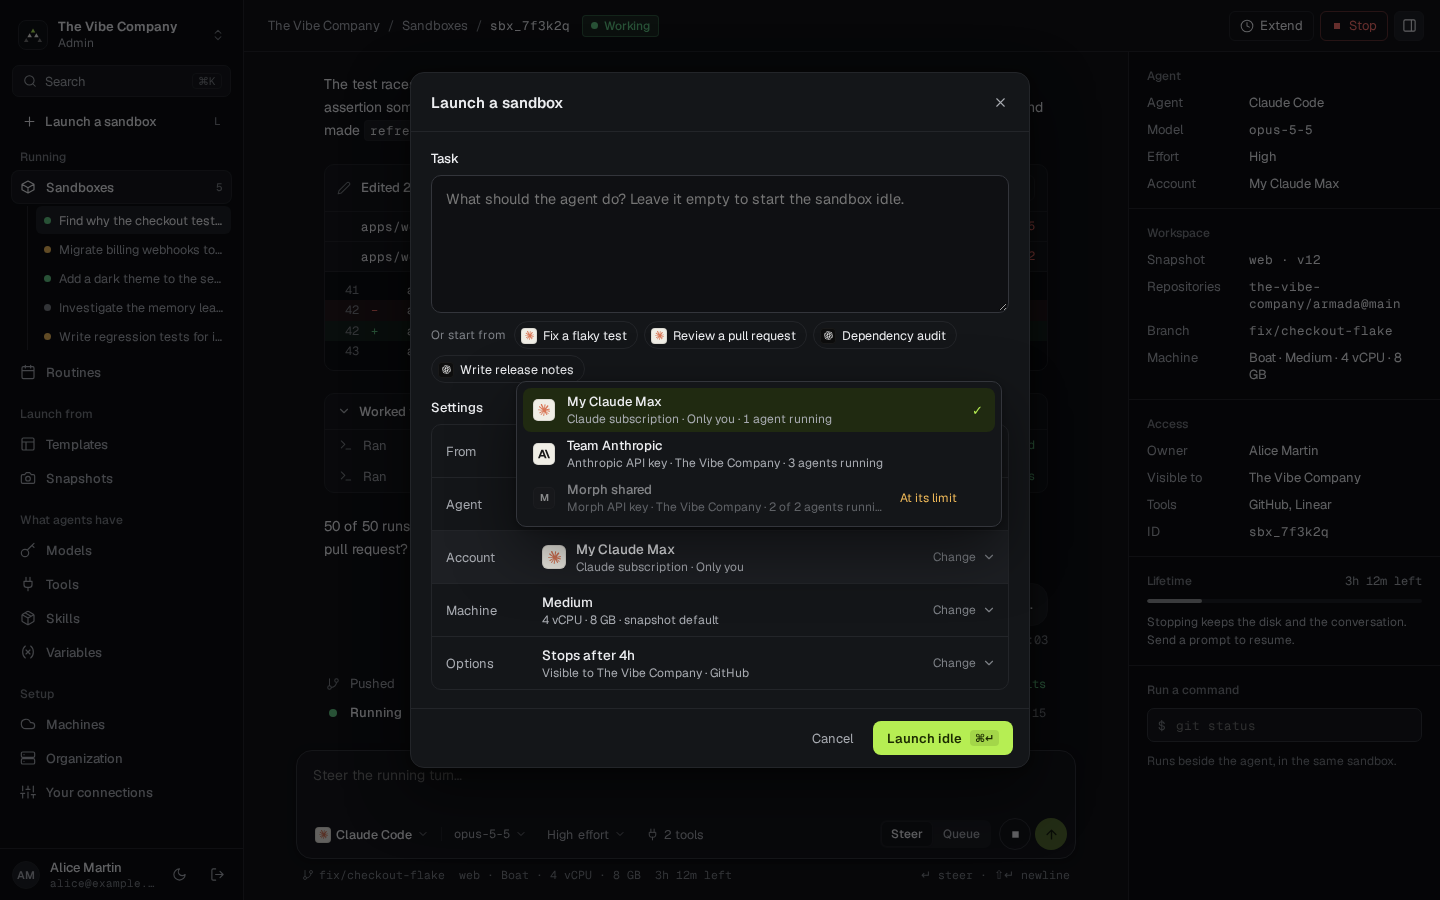 The Vibe Company
Admin
Search ⌘K
Launch a sandbox L
Running
Sandboxes 5
Find why the checkout test...
Migrate billing webhooks to...
Add a dark theme to the se...
Investigate the memory lea...
Write regression tests for i...
Routines
Launch from
Templates
Snapshots
What agents have
Models
Tools
Skills
Variables
Setup
Machines
Organization
Your connections
AM Alice Martin
alice@example....
The Vibe Company / Sandboxes / sbx_7f3k2q Working
Extend
Stop
The test race
assertion som
made refre
Edited 2
apps/w
apps/w
41
42 −
42 +
43
Worked
>_ Ran
>_ Ran
50 of 50 runs
pull request?
Pushed
Running
:03
15
Launch a sandbox
Task
What should the agent do? Leave it empty to start the sandbox idle.
Or start from Fix a flaky test Review a pull request Dependency audit
Write release notes
Settings
From
Agent
My Claude Max
Claude subscription · Only you · 1 agent running ✓
Team Anthropic
Anthropic API key · The Vibe Company · 3 agents running
M Morph shared
Morph API key · The Vibe Company · 2 of 2 agents runni... At its limit
Account My Claude Max
Claude subscription · Only you Change
Machine Medium
4 vCPU · 8 GB · snapshot default Change
Options Stops after 4h
Visible to The Vibe Company · GitHub Change
Cancel Launch idle ⌘↵
Steer the running turn...
Claude Code opus-5-5 High effort 2 tools Steer Queue
fix/checkout-flake web · Boat · 4 vCPU · 8 GB 3h 12m left ↵ steer · ⇧↵ newline
Agent
Agent Claude Code
Model opus-5-5
Effort High
Account My Claude Max
Workspace
Snapshot web · v12
Repositories the-vibe-
company/armada@main
Branch fix/checkout-flake
Machine Boat · Medium · 4 vCPU · 8
GB
Access
Owner Alice Martin
Visible to The Vibe Company
Tools GitHub, Linear
ID sbx_7f3k2q
Lifetime 3h 12m left
Stopping keeps the disk and the conversation.
Send a prompt to resume.
Run a command
$ git status
Runs beside the agent, in the same sandbox.